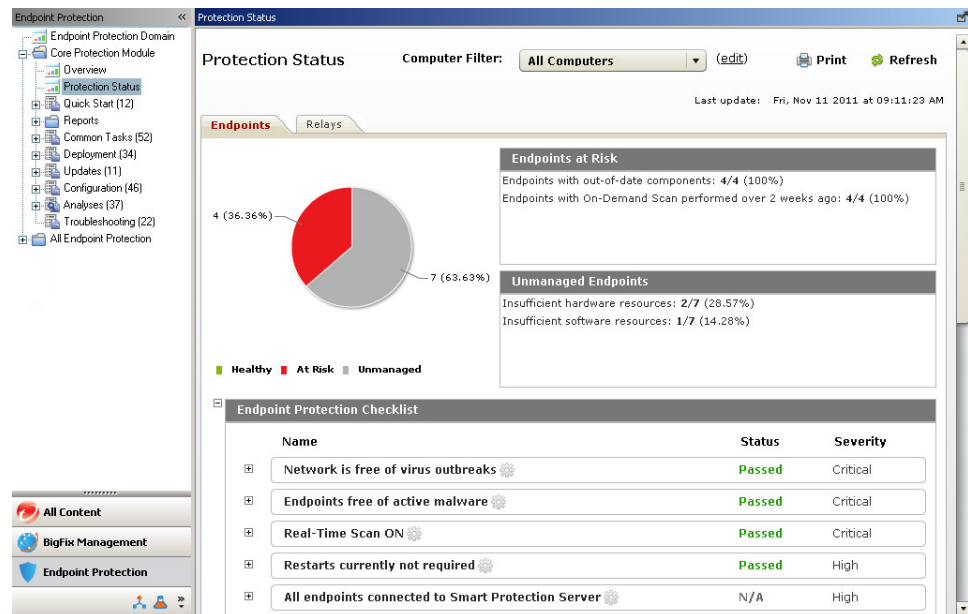 Endpoint Protection
«
Endpoint Protection Domain
Core Protection Module
Overview
Protection Status
Quick Start (12)
Reports
Common Tasks (52)
Deployment (34)
Updates (11)
Configuration (46)
Analyses (37)
Troubleshooting (22)
All Endpoint Protection
All Content
BigFix Management
Endpoint Protection
Protection Status
Protection Status
Computer Filter:
All Computers
(edit)
Print
Refresh
Last update: Fri, Nov 11 2011 at 09:11:23 AM
Endpoints
Relays
4 (36.36%)
7 (63.63%)
Healthy
At Risk
Unmanaged
Endpoints at Risk
Endpoints with out-of-date components: 4/4 (100%)
Endpoints with On-Demand Scan performed over 2 weeks ago: 4/4 (100%)
Unmanaged Endpoints
Insufficient hardware resources: 2/7 (28.57%)
Insufficient software resources: 1/7 (14.28%)
Endpoint Protection Checklist
Name Status Severity
Network is free of virus outbreaks Passed Critical
Endpoints free of active malware Passed Critical
Real-Time Scan ON Passed Critical
Restarts currently not required Passed High
All endpoints connected to Smart Protection Server N/A High